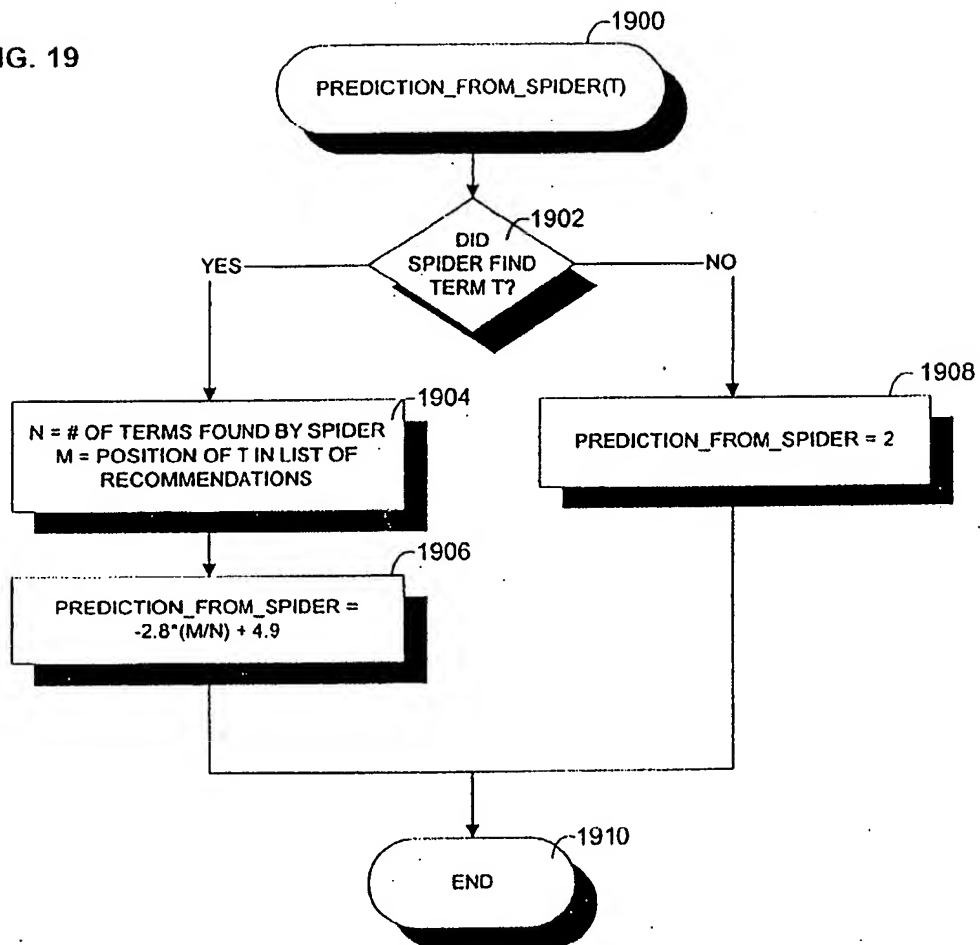 IG. 19
1900
PREDICTION_FROM_SPIDER(T)
1902
DID
SPIDER FIND
TERM T?
YES
NO
1904
N = # OF TERMS FOUND BY SPIDER
M = POSITION OF T IN LIST OF
RECOMMENDATIONS
1908
PREDICTION_FROM_SPIDER = 2
1906
PREDICTION_FROM_SPIDER =
-2.8*(M/N) + 4.9
1910
END